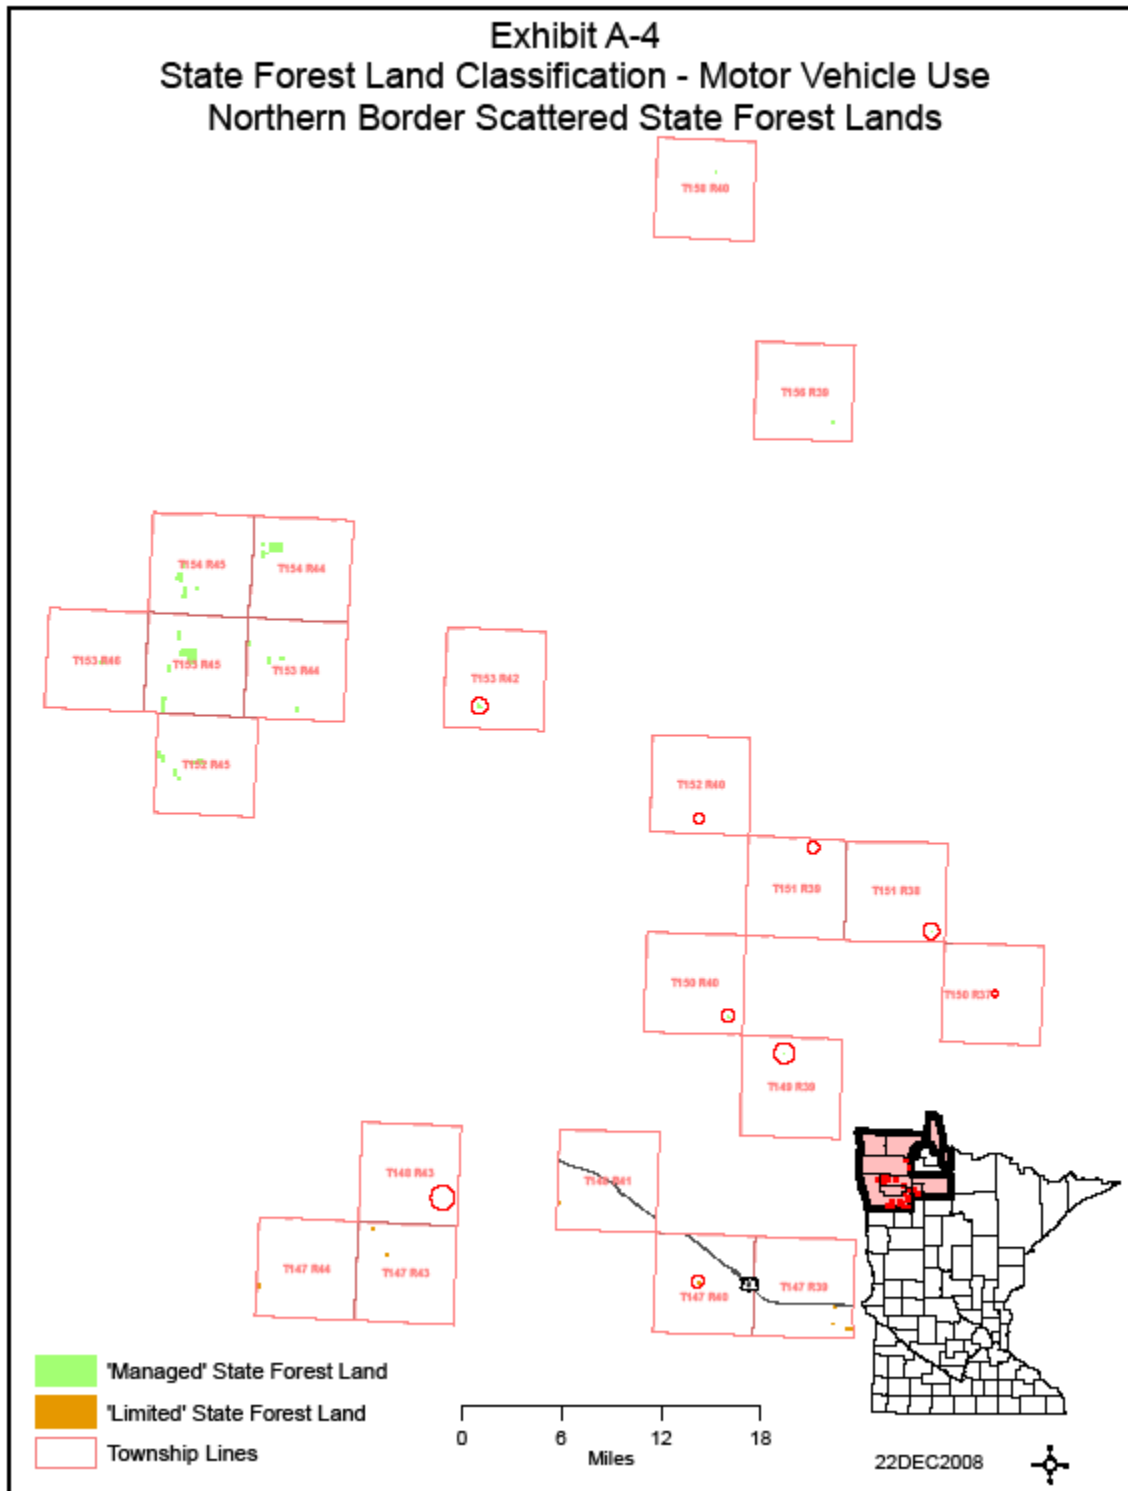 Exhibit A-4
State Forest Land Classification - Motor Vehicle Use
Northern Border Scattered State Forest Lands
T158 R40
T156 R39
T154 R45
T154 R44
T153 R46
T153 R45
T153 R44
T153 R42
T152 R45
T152 R40
T151 R39
T151 R38
T150 R40
T150 R37
T149 R39
T148 R43
T148 R41
T147 R44
T147 R43
T147 R40
T147 R39
'Managed' State Forest Land
'Limited' State Forest Land
Township Lines
0 6 12 18
Miles
22DEC2008